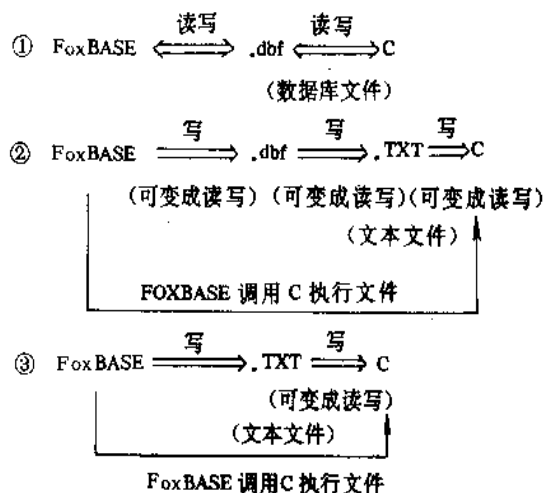 读写 读写
① FoxBASE .dbf C
(数据库文件)
写 写 写
② FoxBASE .dbf .TXT C
(可变成读写) (可变成读写) (可变成读写)
(文本文件)
FOXBASE 调用 C 执行文件
写 写
③ FoxBASE .TXT C
(可变成读写)
(文本文件)
FoxBASE 调用C 执行文件